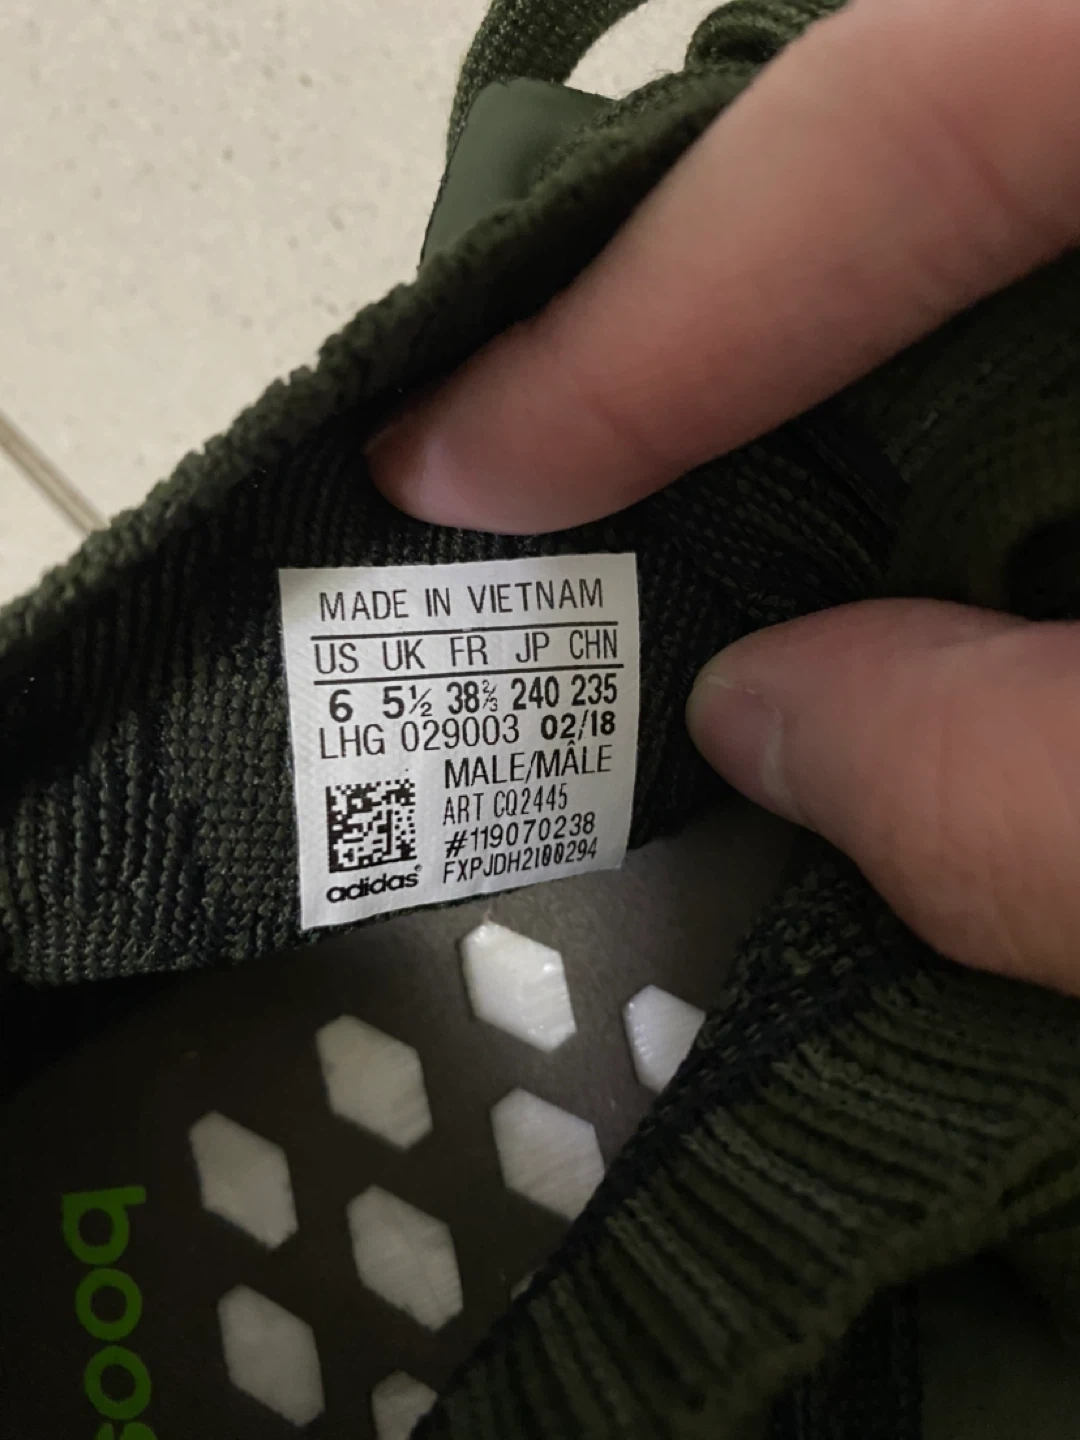 MADE IN VIETNAM
US UK FR JP CHN
6 5½ 38⅔ 240 235
LHG 029003 02/18
MALE/MÂLE
ART CQ2445
#119070238
FXPJDH2100294
adidas
boos